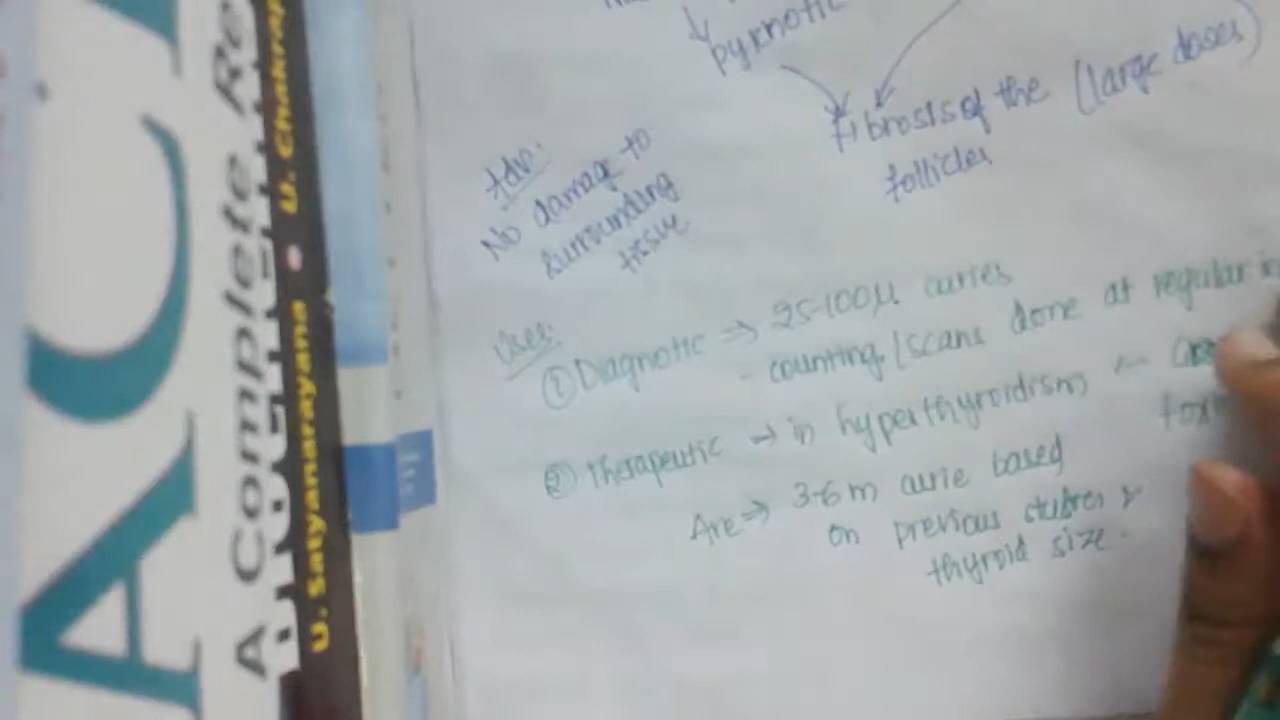 pyknotic
fibrosis of the (large doses)
follicles
Adv:
No damage to
surrounding
tissue
Uses:
① Diagnotic ⇒ 25-100μ curies
- counting/scans done at regular
② Therapeutic → in hyperthyroidism
Are ⇒ 3-6 m curie based
on previous &
thyroid size.
A Complete Re
U. Satyanarayana • U. Chakrap